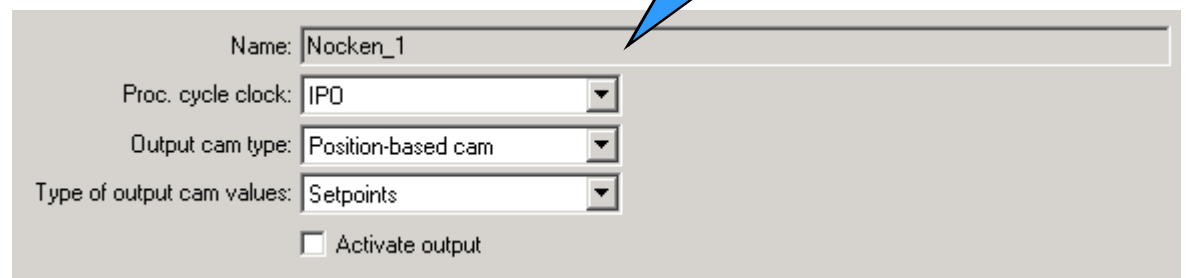 Name: Nocken_1
Proc. cycle clock: IPO
Output cam type: Position-based cam
Type of output cam values: Setpoints
Activate output